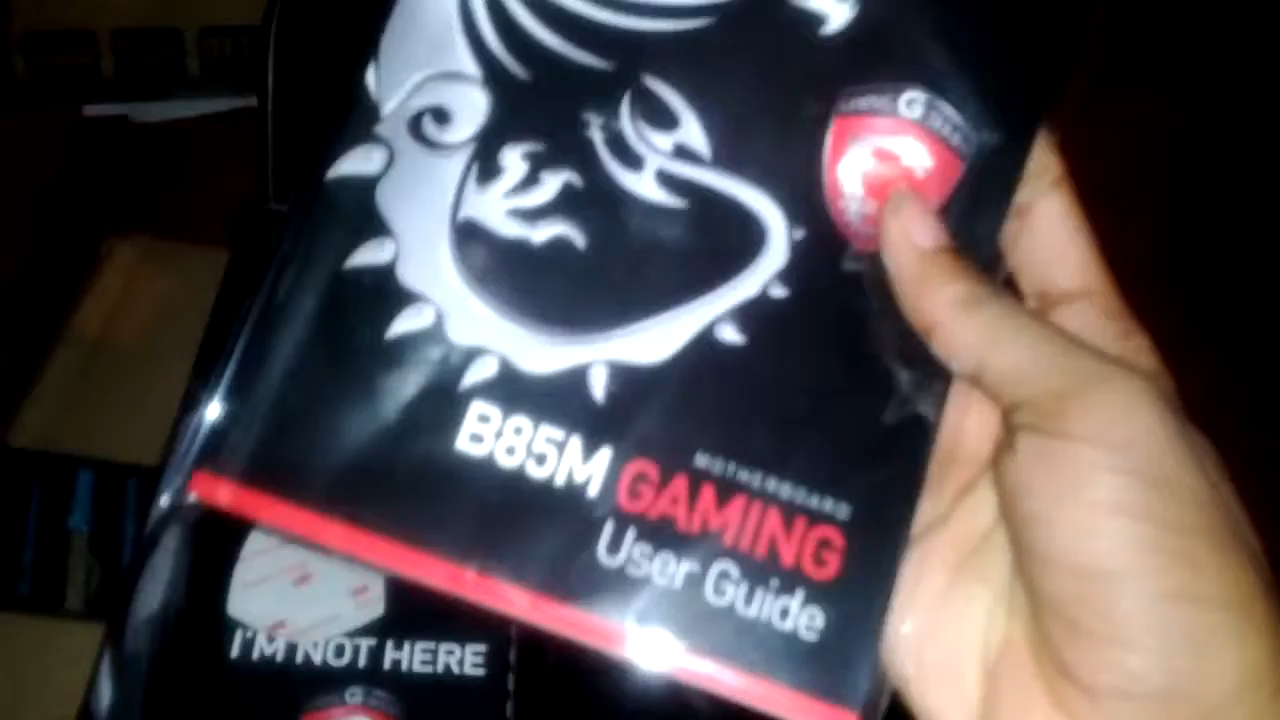 G
MOTHERBOARD
B85M GAMING
User Guide
I'M NOT HERE
G